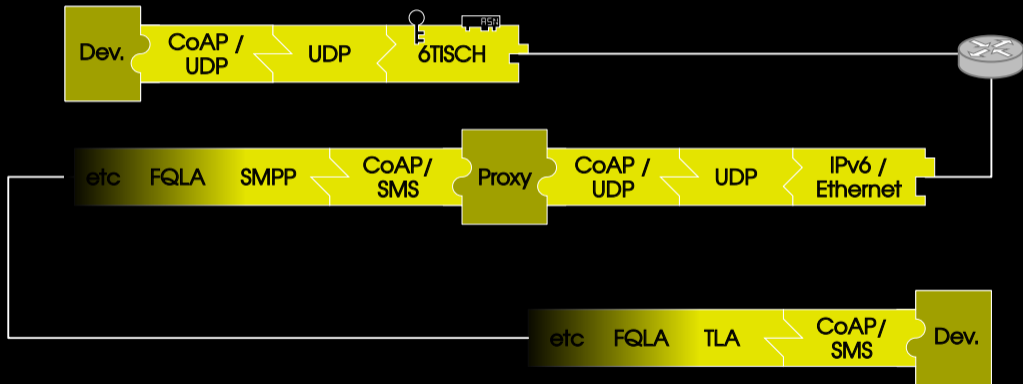 ASN
Dev.
CoAP /
UDP
UDP
6TISCH
etc
FQLA
SMPP
CoAP/
SMS
Proxy
CoAP /
UDP
UDP
IPv6 /
Ethernet
etc
FQLA
TLA
CoAP/
SMS
Dev.